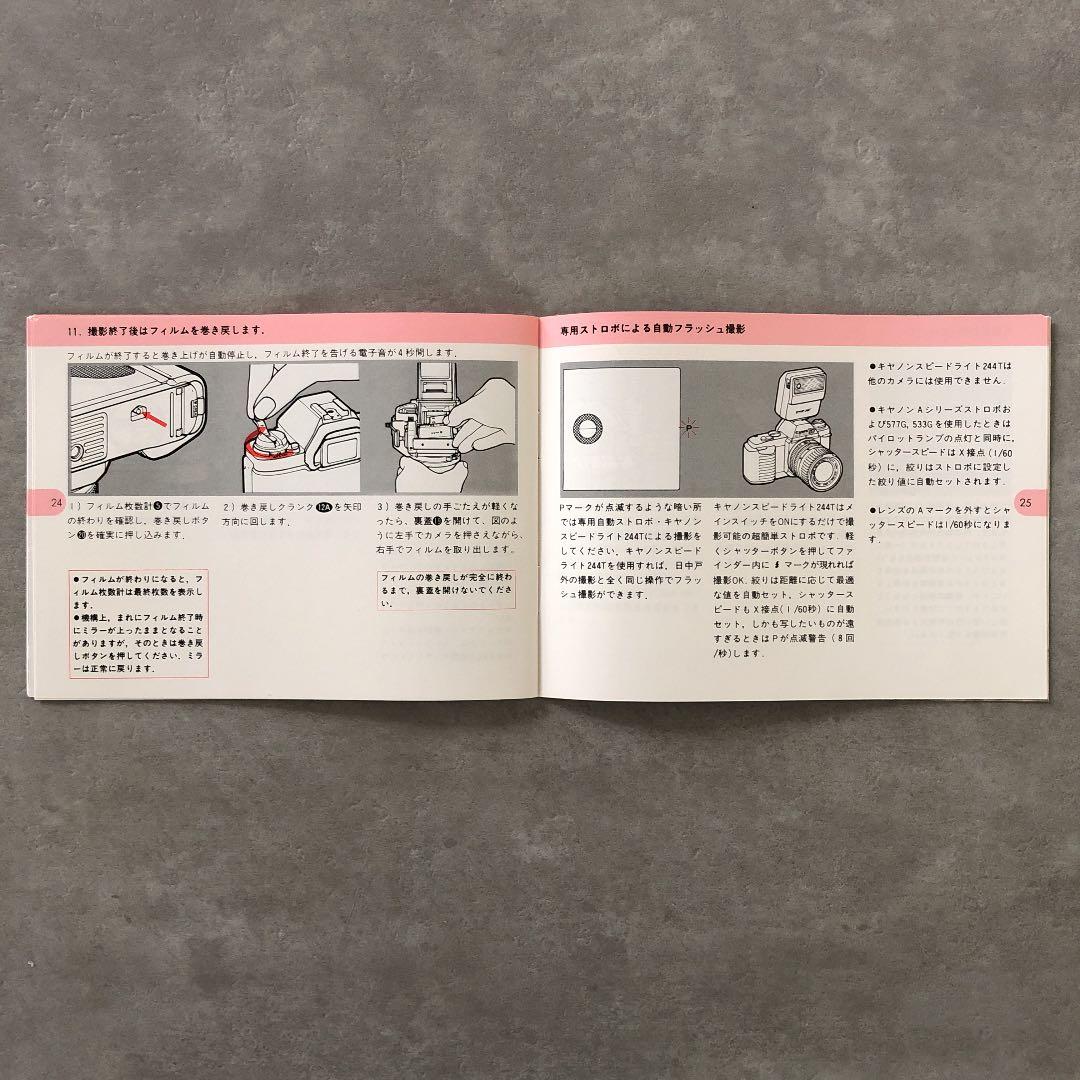 11. 撮影終了後はフィルムを巻き戻します.
フィルムが終了すると巻き上げが自動停止し, フィルム終了を告げる電子音が4秒間します.
24
1) フィルム枚数計❺でフィルム
の終わりを確認し, 巻き戻しボタ
ン⓴を確実に押し込みます.
●フィルムが終わりになると, フ
ィルム枚数計は最終枚数を表示し
ます.
●機構上, まれにフィルム終了時
にミラーが上ったままとなること
がありますが, そのときは巻き戻
しボタンを押してください. ミラ
ーは正常に戻ります.
2) 巻き戻しクランク12Aを矢印
方向に回します.
3) 巻き戻しの手ごたえが軽くな
ったら, 裏蓋を開けて, 図のよ
うに左手でカメラを押さえながら,
右手でフィルムを取り出します.
フィルムの巻き戻しが完全に終わ
るまで, 裏蓋を開けないでくださ
い.
専用ストロボによる自動フラッシュ撮影
P
Pマークが点滅するような暗い所
では専用自動ストロボ・キヤノン
スピードライト244Tによる撮影を
してください. キヤノンスピード
ライト244Tを使用すれば, 日中戸
外の撮影と全く同じ操作でフラッ
シュ撮影ができます.
キヤノンスピードライト244Tはメ
インスイッチをONにするだけで撮
影可能の超簡単ストロボです. 軽
くシャッターボタンを押してファ
インダー内に⚡マークが現れれば
撮影OK. 絞りは距離に応じて最適
な値を自動セット, シャッタース
ピードもX接点(1/60秒)に自動
セット, しかも写したいものが遠
すぎるときはPが点滅警告(8回
/秒)します.
●キヤノンスピードライト244Tは
他のカメラには使用できません.
●キヤノンAシリーズストロボお
よび577G, 533Gを使用したときは
パイロットランプの点灯と同時に,
シャッタースピードはX接点(1/60
秒)に, 絞りはストロボに設定し
た絞り値に自動セットされます.
●レンズのAマークを外すとシャ
ッタースピードは1/60秒になりま
す.
25